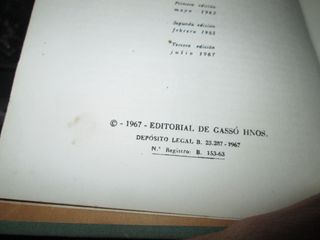 Primera edición
mayo 1963
Segunda edición
febrero 1965
*Tercera edición
julio 1967
© - 1967 - EDITORIAL DE GASSÓ HNOS.
DEPÓSITO LEGAL B. 23.287 - 1967
N.º Registro: B. 153-63